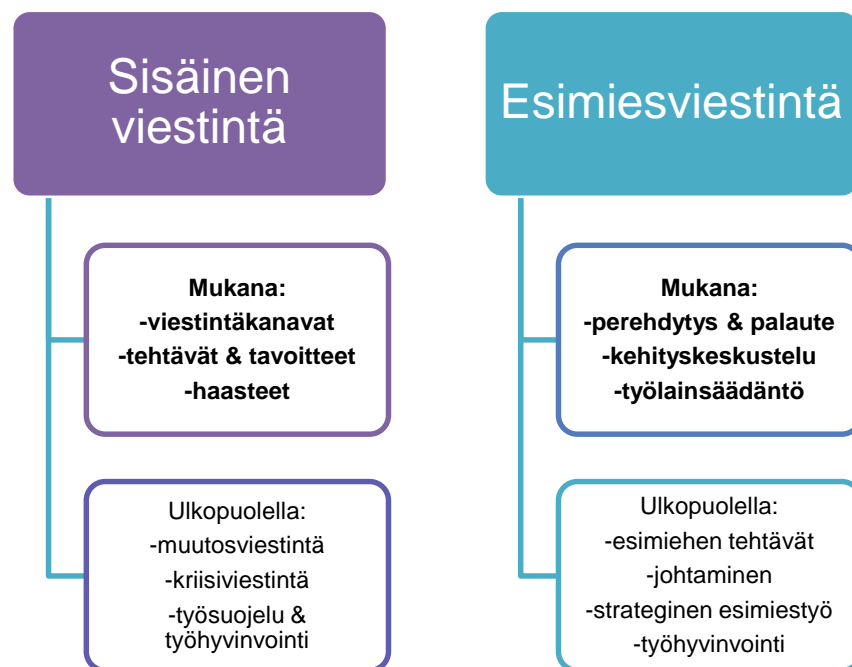 Sisäinen
viestintä
Mukana:
-viestintäkanavat
-tehtävät & tavoitteet
-haasteet
Ulkopuolella:
-muutosviestintä
-kriisiviestintä
-työsuojelu &
työhyvinvointi
Esimiesviestintä
Mukana:
-perehdytys & palaute
-kehityskeskustelu
-työlainsäädäntö
Ulkopuolella:
-esimiehen tehtävät
-johtaminen
-strateginen esimiestyö
-työhyvinvointi